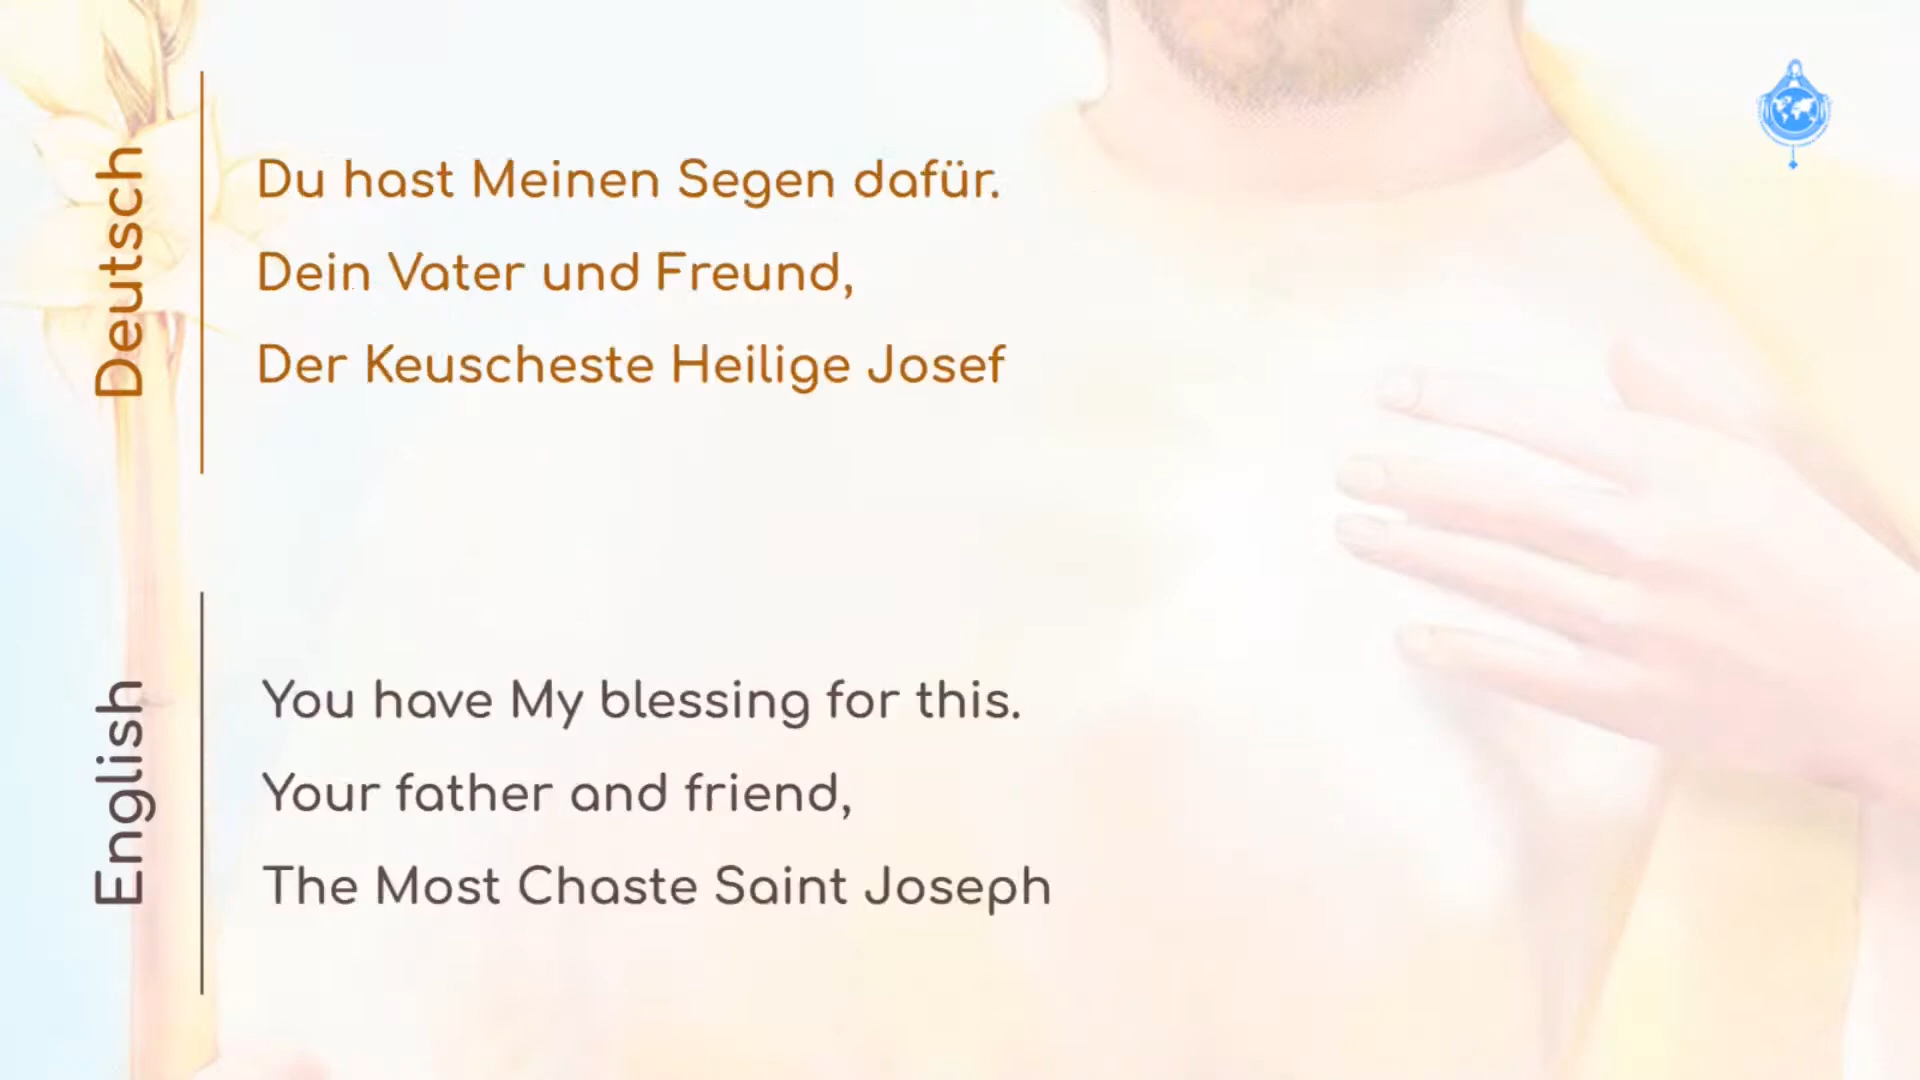 Deutsch
Du hast Meinen Segen dafür.
Dein Vater und Freund,
Der Keuscheste Heilige Josef
English
You have My blessing for this.
Your father and friend,
The Most Chaste Saint Joseph